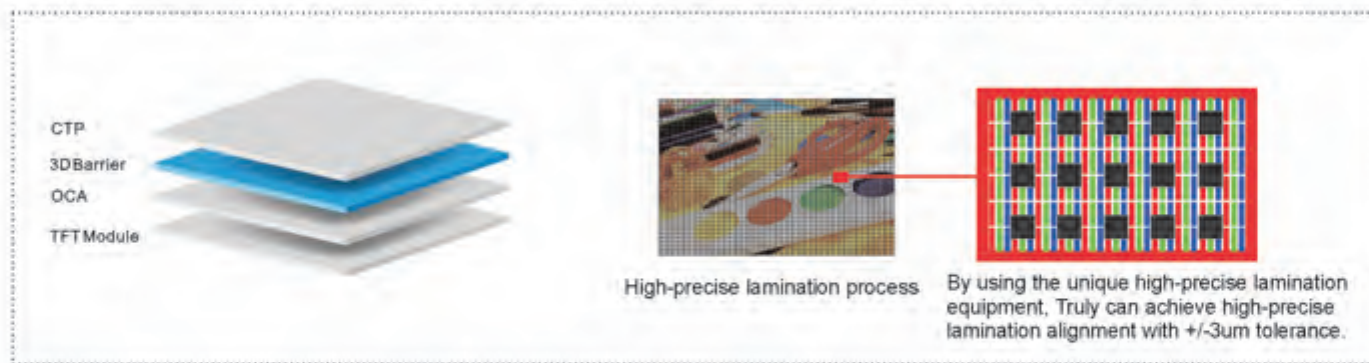 CTP
3D Barrier
OCA
TFT Module
High-precise lamination process
By using the unique high-precise lamination
equipment, Truly can achieve high-precise
lamination alignment with +/-3um tolerance.